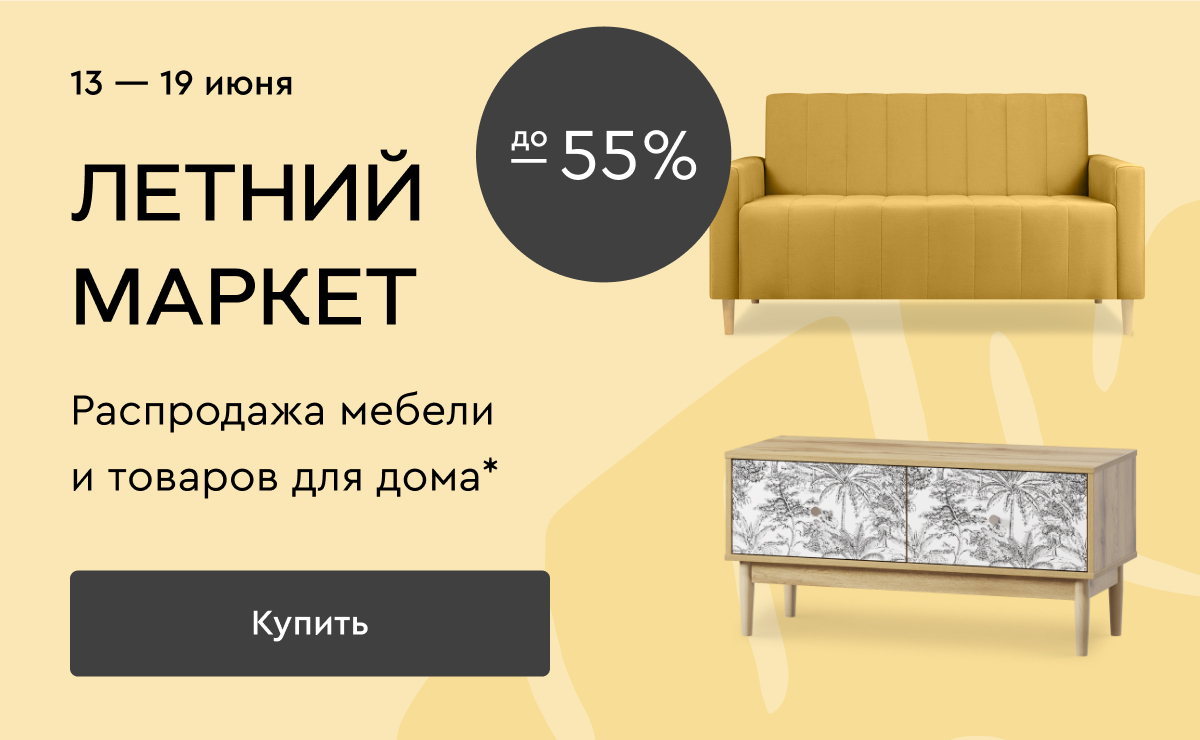 13 — 19 июня
ЛЕТНИЙ
МАРКЕТ
до 55%
Распродажа мебели
и товаров для дома*
Купить